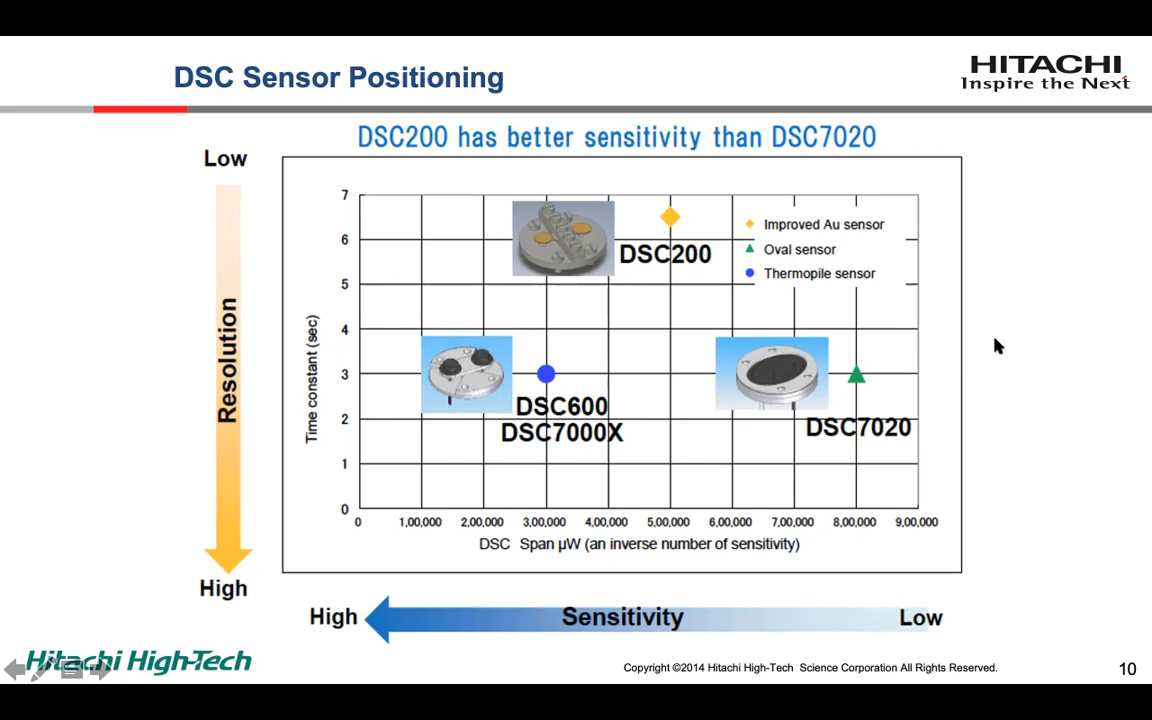 DSC Sensor Positioning
HITACHI
Inspire the Next
DSC200 has better sensitivity than DSC7020
Low
Resolution
High
7
6
5
4
3
2
1
0
Time constant (sec)
Improved Au sensor
Oval sensor
Thermopile sensor
DSC200
DSC600
DSC7000X
DSC7020
0
1,00,000
2,00,000
3,00,000
4,00,000
5,00,000
6,00,000
7,00,000
8,00,000
9,00,000
DSC Span µW (an inverse number of sensitivity)
High
Sensitivity
Low
Hitachi High-Tech
Copyright ©2014 Hitachi High-Tech Science Corporation All Rights Reserved.
10